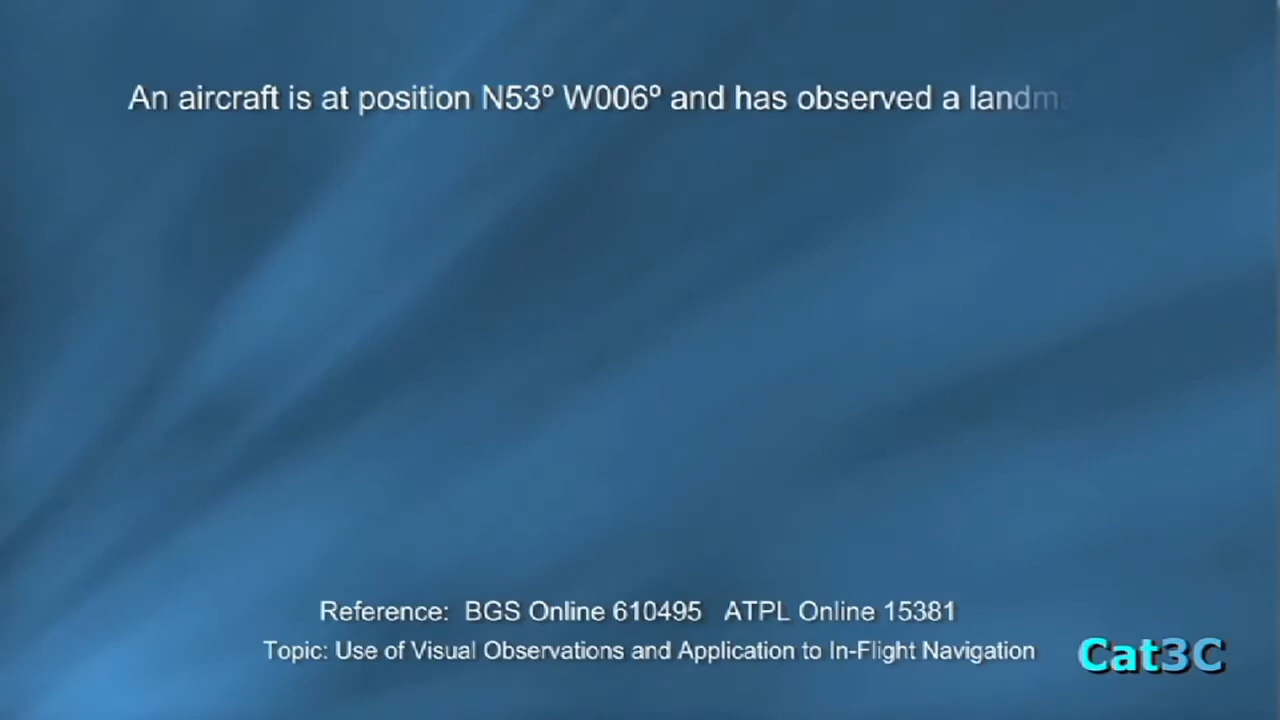 An aircraft is at position N53º W006º and has observed a landm
Reference: BGS Online 610495 ATPL Online 15381
Topic: Use of Visual Observations and Application to In-Flight Navigation
Cat3C